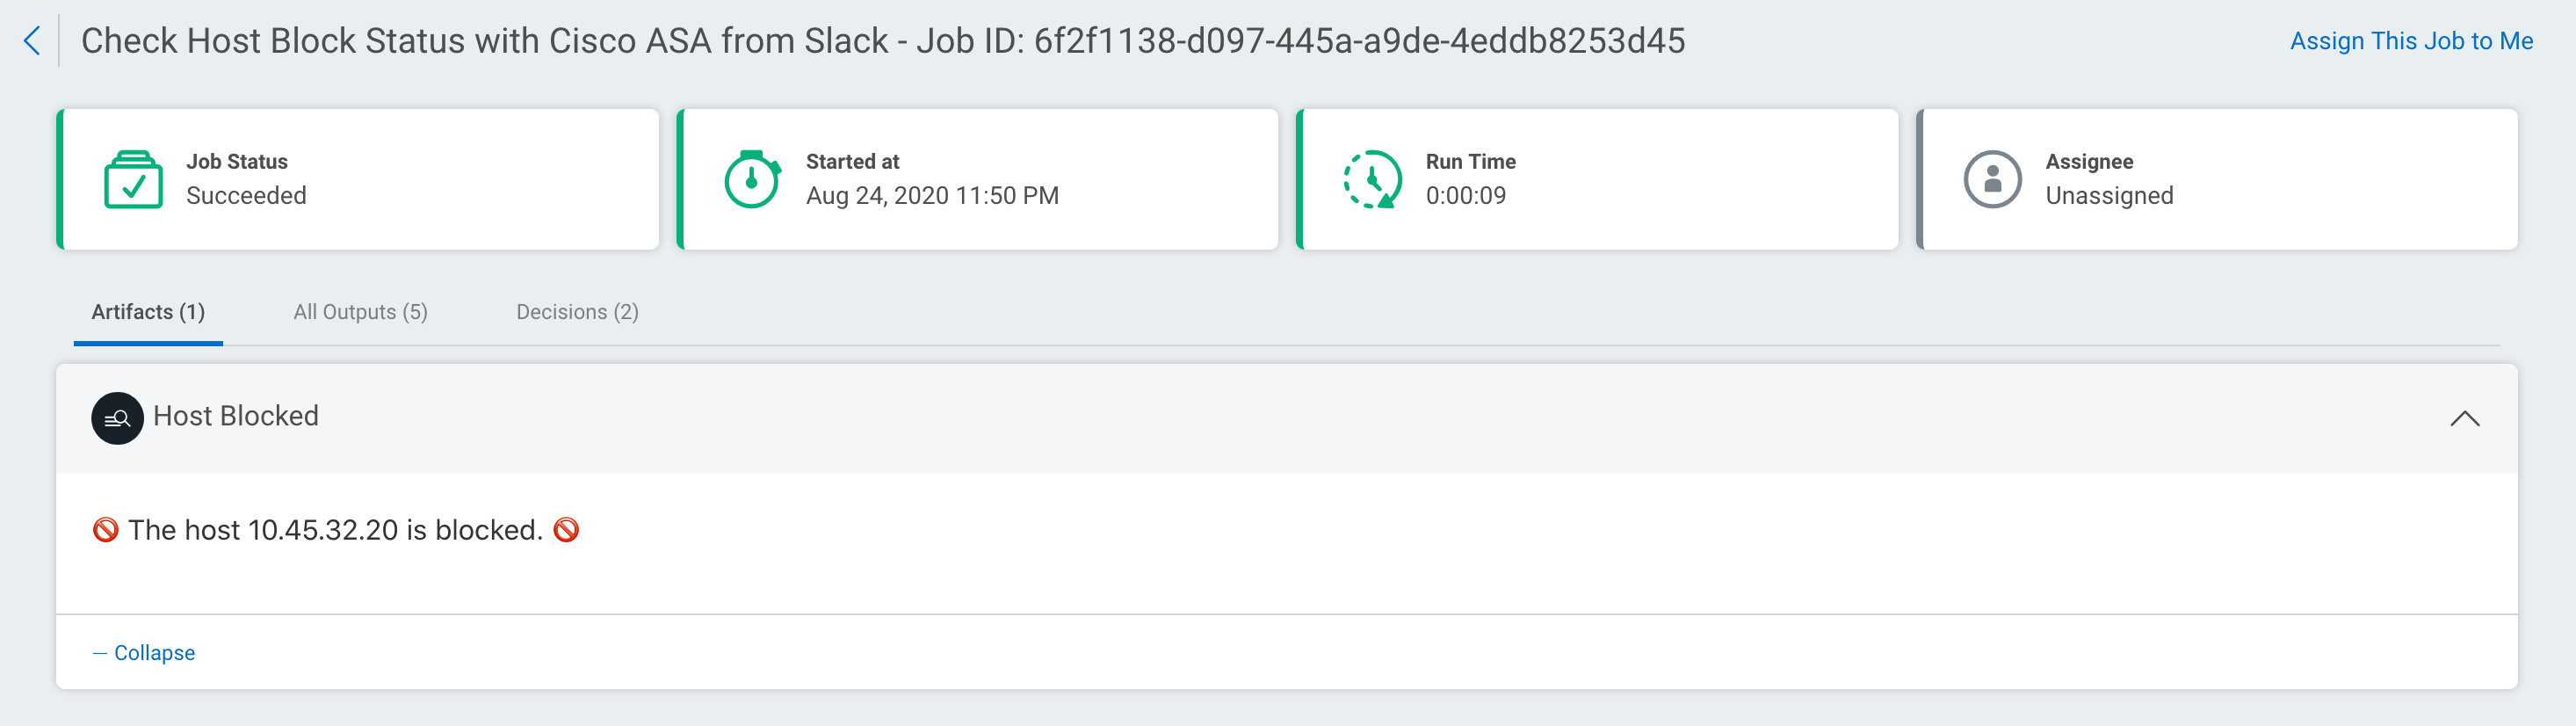 Check Host Block Status with Cisco ASA from Slack - Job ID: 6f2f1138-d097-445a-a9de-4eddb8253d45
Assign This Job to Me
Job Status
Succeeded
Started at
Aug 24, 2020 11:50 PM
Run Time
0:00:09
Assignee
Unassigned
Artifacts (1)
All Outputs (5)
Decisions (2)
Host Blocked
🚫 The host 10.45.32.20 is blocked. 🚫
— Collapse